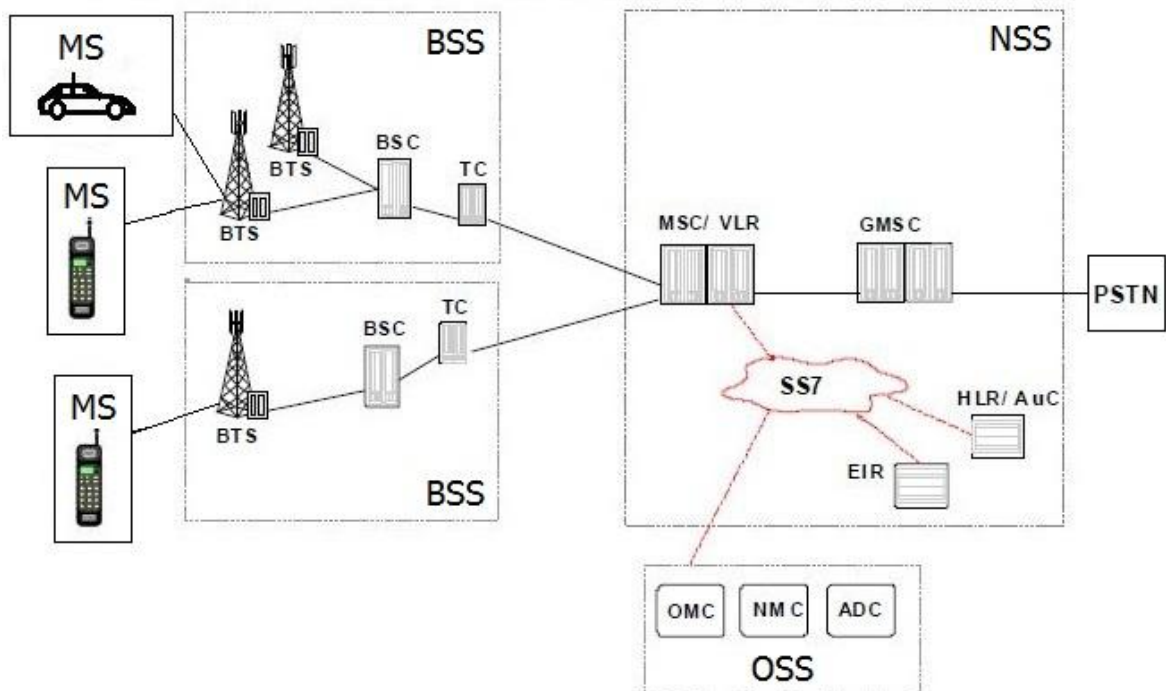 MS
BSS
NSS
BTS
BTS
BSC
TC
MS
MSC/ VLR
GMSC
PSTN
BTS
BSC
TC
MS
BSS
SS7
HLR/ AuC
EIR
OMC
NMC
ADC
OSS